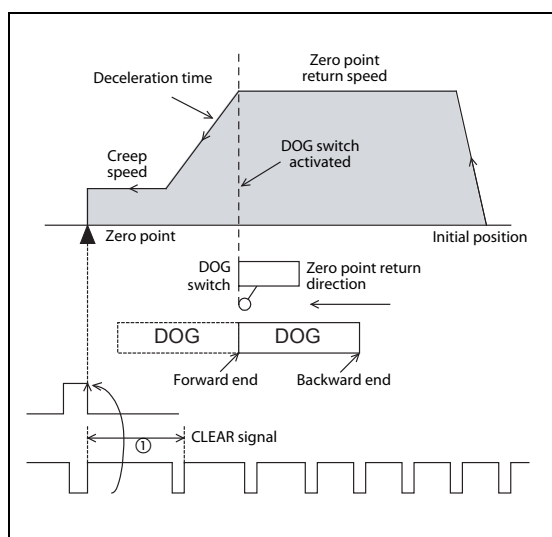 Zero point
return speed
Deceleration time
DOG switch
activated
Creep
speed
Zero point
Initial position
DOG
switch
Zero point return
direction
DOG
DOG
Forward end
Backward end
① CLEAR signal